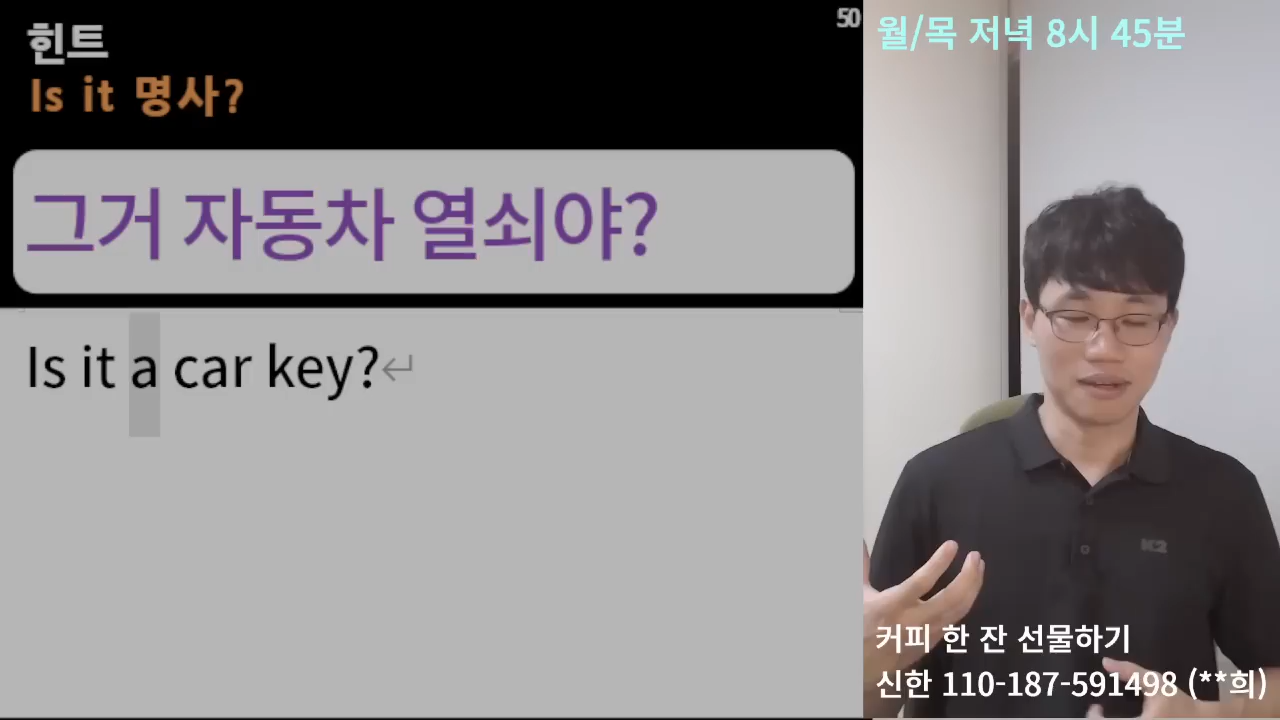 힌트
50
Is it 명사?
그거 자동차 열쇠야?
Is it a car key?↵
월/목 저녁 8시 45분
K2
커피 한 잔 선물하기
신한 110-187-591498 (**희)